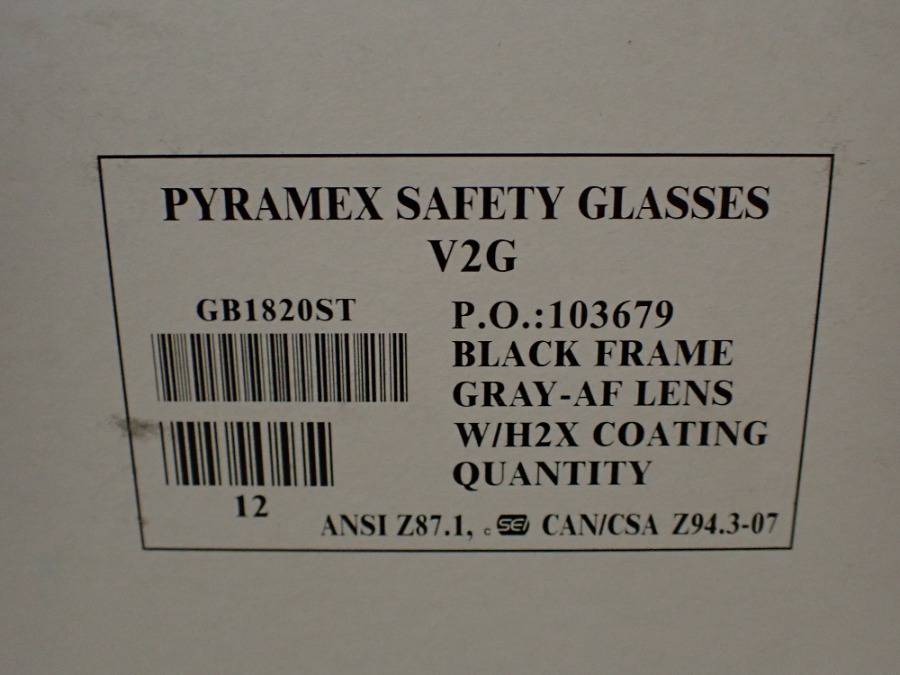 PYRAMEX SAFETY GLASSES
V2G
GB1820ST
12
P.O.:103679
BLACK FRAME
GRAY-AF LENS
W/H2X COATING
QUANTITY
ANSI Z87.1, c SEI CAN/CSA Z94.3-07